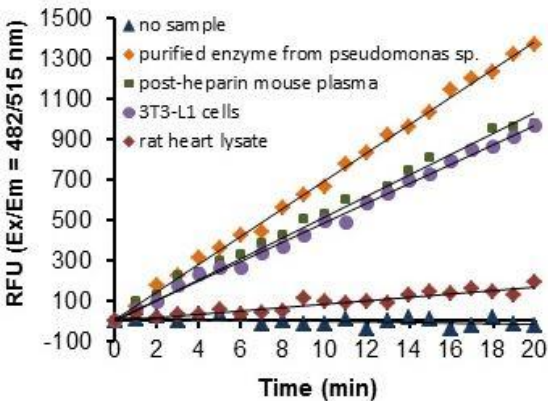 1500
1300
1100
900
700
500
300
100
-100
RFU (Ex/Em = 482/515 nm)
no sample
purified enzyme from pseudomonas sp.
post-heparin mouse plasma
3T3-L1 cells
rat heart lysate
0 2 4 6 8 10 12 14 16 18 20
Time (min)